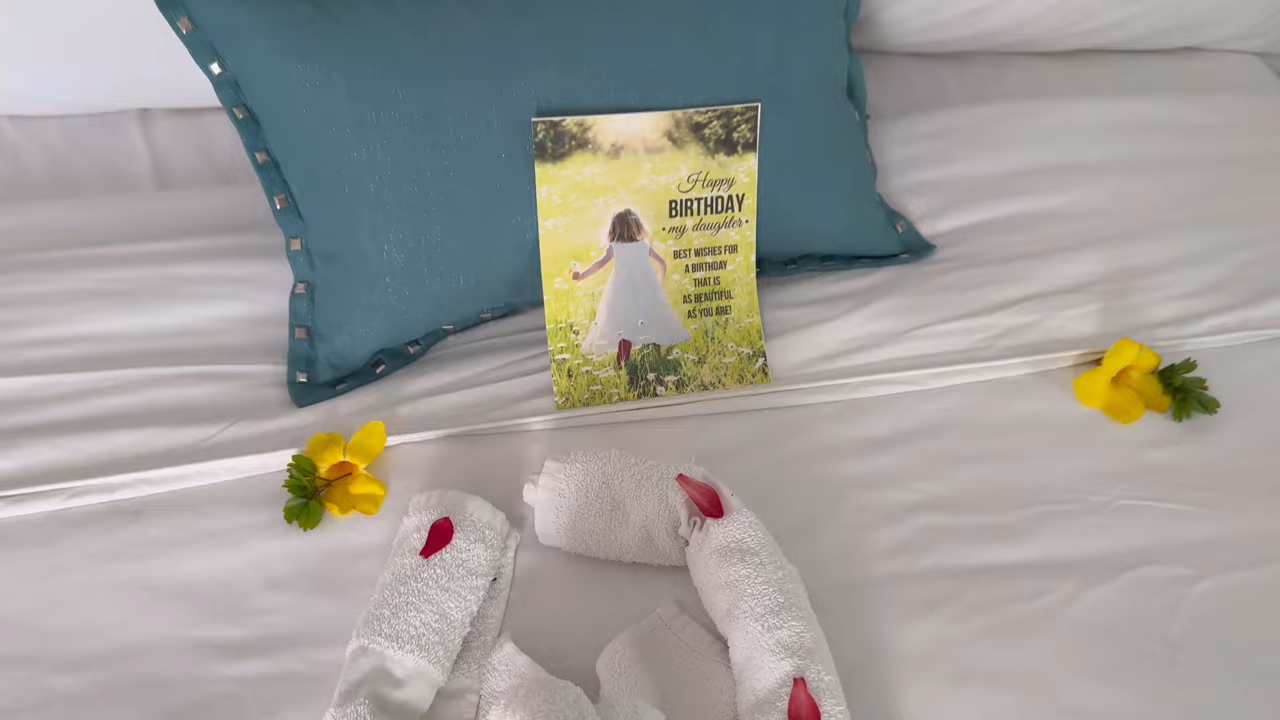 Happy
BIRTHDAY
• my daughter •
BEST WISHES FOR
A BIRTHDAY
THAT IS
AS BEAUTIFUL
AS YOU ARE!